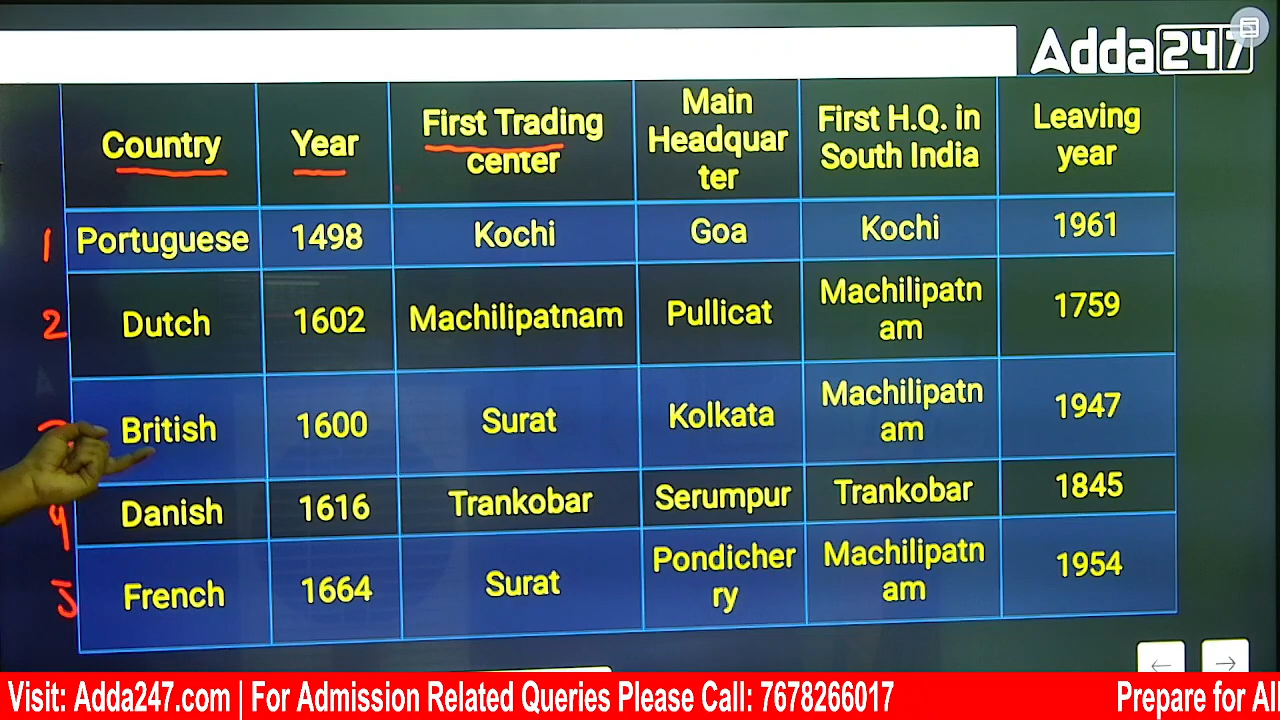 Adda247
Country
Year
First Trading
center
Main
Headquar
ter
First H.Q. in
South India
Leaving
year
1
Portuguese
1498
Kochi
Goa
Kochi
1961
2
Dutch
1602
Machilipatnam
Pullicat
Machilipatn
am
1759
British
1600
Surat
Kolkata
Machilipatn
am
1947
4
Danish
1616
Trankobar
Serumpur
Trankobar
1845
5
French
1664
Surat
Pondicher
ry
Machilipatn
am
1954
Visit: Adda247.com | For Admission Related Queries Please Call: 7678266017
Prepare for All